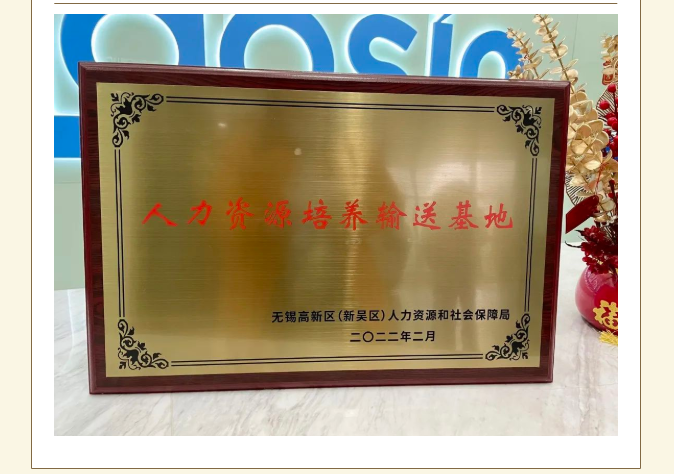 人力资源培养输送基地
无锡高新区(新吴区)人力资源和社会保障局
二〇二二年二月
福